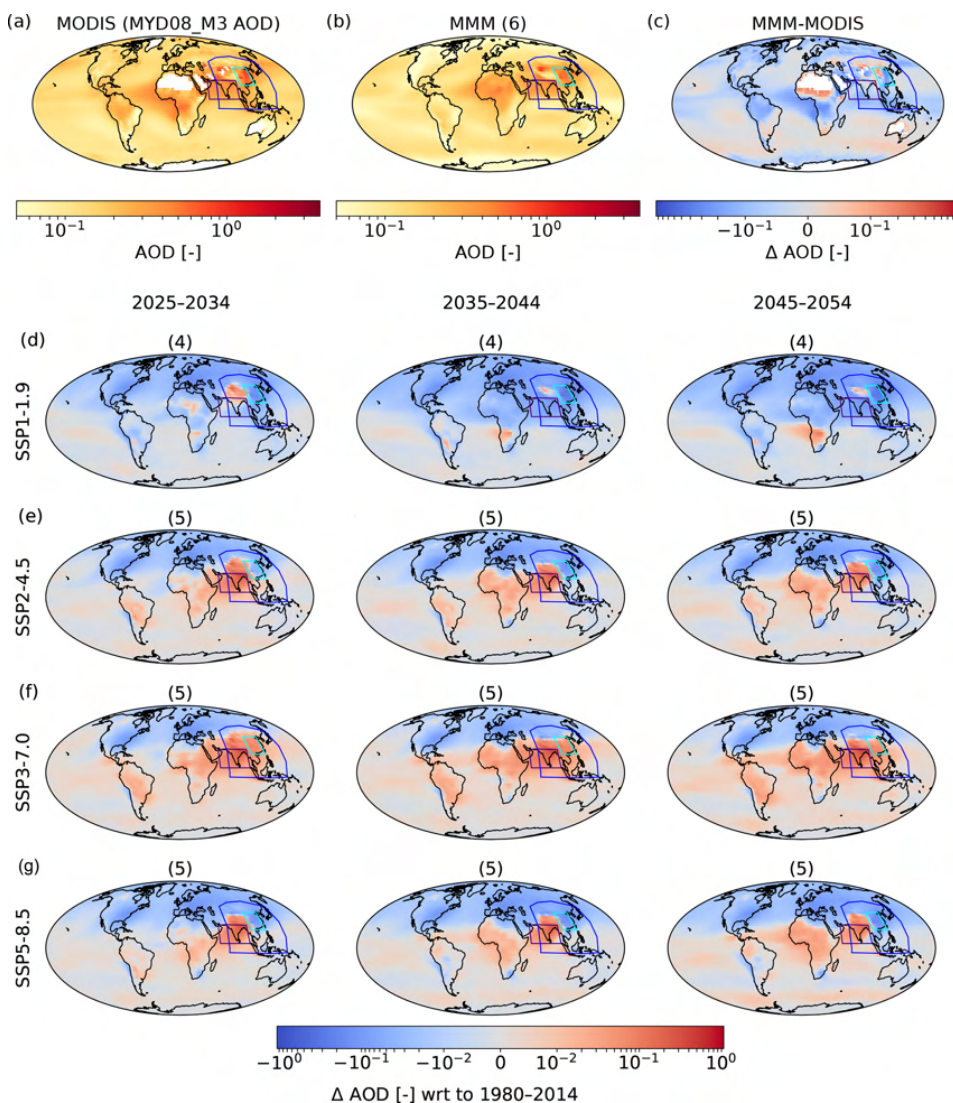 (a) MODIS (MYD08_M3 AOD)
(b) MMM (6)
(c) MMM-MODIS
10⁻¹ 10⁰
AOD [-]
10⁻¹ 10⁰
AOD [-]
−10⁻¹ 0 10⁻¹
Δ AOD [-]
2025–2034 2035–2044 2045–2054
(d) (4) (4) (4)
SSP1-1.9
(e) (5) (5) (5)
SSP2-4.5
(f) (5) (5) (5)
SSP3-7.0
(g) (5) (5) (5)
SSP5-8.5
−10⁰ −10⁻¹ −10⁻² 0 10⁻² 10⁻¹ 10⁰
Δ AOD [-] wrt to 1980–2014